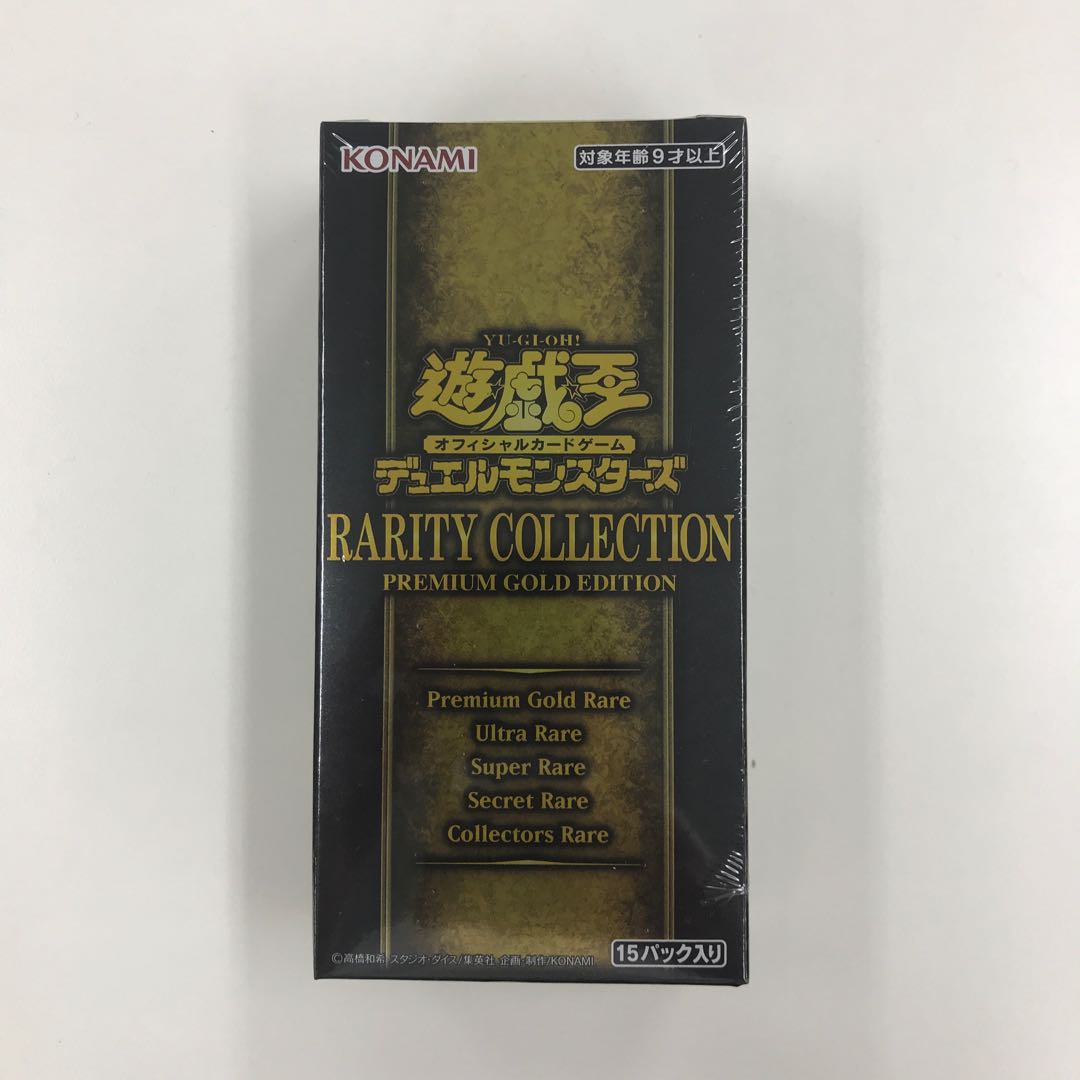 KONAMI
対象年齢9才以上
YU-GI-OH!
遊戯王
オフィシャルカードゲーム
デュエルモンスターズ
RARITY COLLECTION
PREMIUM GOLD EDITION
Premium Gold Rare
Ultra Rare
Super Rare
Secret Rare
Collectors Rare
15パック入り
©高橋和希 スタジオ・ダイス/集英社 企画・制作/KONAMI